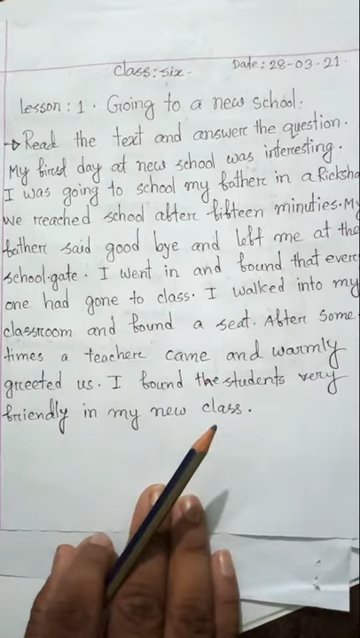 Class: six.
Date: 28-03-21.
Lesson: 1. Going to a new school.
Read the text and answer the question.
My first day at new school was interesting.
I was going to school my father in a Ricksha
We reached school after fifteen minuties. My
father said good bye and left me at the
school-gate. I went in and found that every
one had gone to class. I walked into my
classroom and found a seat. After some
times a teacher came and warmly
greeted us. I found the students very
friendly in my new class.